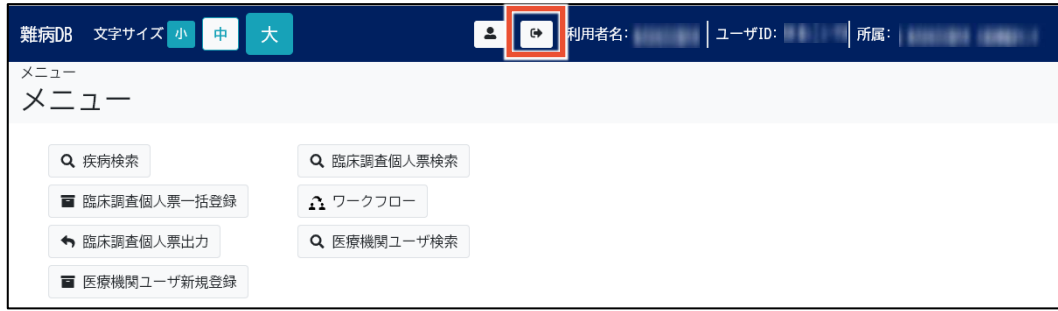 難病DB 文字サイズ 小 中 大 利用者名: ユーザID: 所属:
メニュー
メニュー
疾病検索 臨床調査個人票検索
臨床調査個人票一括登録 ワークフロー
臨床調査個人票出力 医療機関ユーザ検索
医療機関ユーザ新規登録